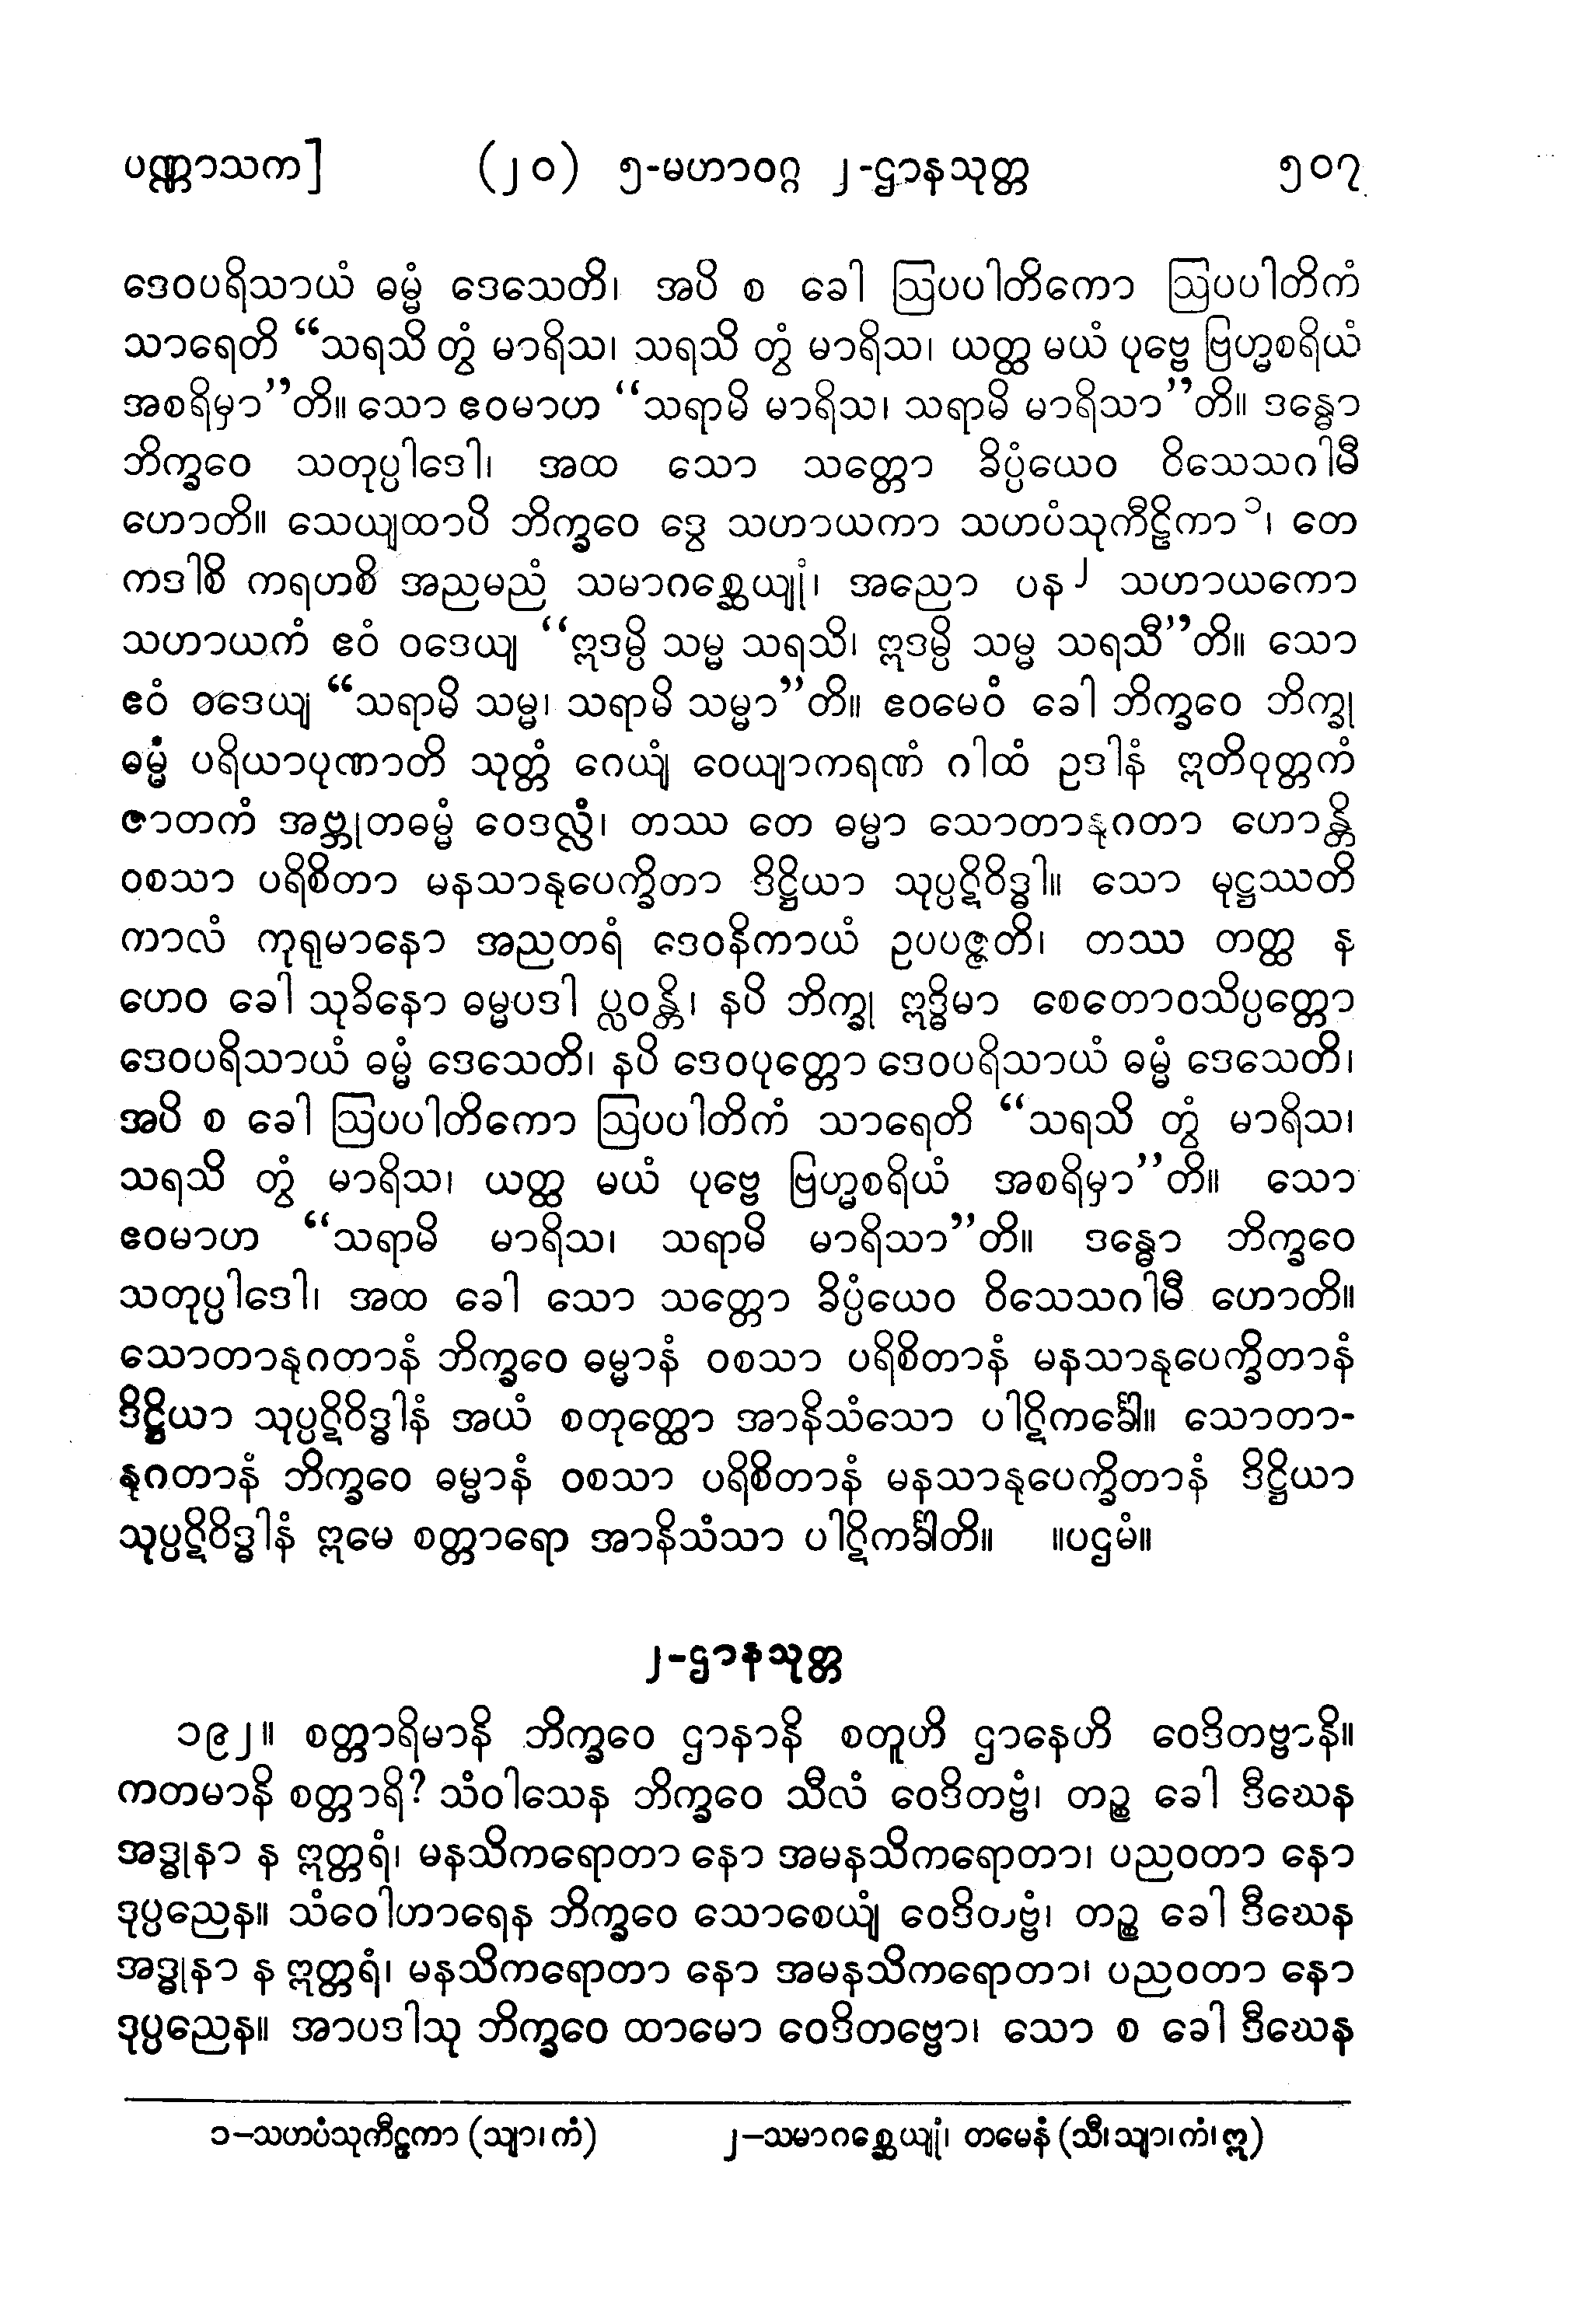 ပဏ္ဏာသက] (၂၀) ၅-မဟာဝဂ္ဂ ၂-ဌာနသုတ္တ ၅၀၇
ဒေဝပရိသာယံ ဓမ္မံ ဒေသေတိ၊ အပိ စ ခေါ ဩပပါတိကော ဩပပါတိကံ
သာရေတိ “သရသိ တွံ မာရိသ၊ သရသိ တွံ မာရိသ၊ ယတ္ထ မယံ ပုဗ္ဗေ ဗြဟ္မစရိယံ
အစရိမှာ”တိ။ သော ဧဝမာဟ “သရာမိ မာရိသ၊ သရာမိ မာရိသာ”တိ။ ဒန္ဓော
ဘိက္ခဝေ သတုပ္ပါဒေါ၊ အထ သော သတ္တော ခိပ္ပံယေဝ ဝိသေသဂါမီ
ဟောတိ။ သေယျထာပိ ဘိက္ခဝေ ဒွေ သဟာယကာ သဟပံသုကီဠိကာ၁၊ တေ
ကဒါစိ ကရဟစိ အညမညံ သမာဂစ္ဆေယျုံ၊ အညော ပန၂ သဟာယကော
သဟာယကံ ဧဝံ ဝဒေယျ “ဣဒမ္ပိ သမ္မ သရသိ၊ ဣဒမ္ပိ သမ္မ သရသီ”တိ။ သော
ဧဝံ ဝဒေယျ “သရာမိ သမ္မ၊ သရာမိ သမ္မာ”တိ။ ဧဝမေဝံ ခေါ ဘိက္ခဝေ ဘိက္ခု
ဓမ္မံ ပရိယာပုဏာတိ သုတ္တံ ဂေယျံ ဝေယျာကရဏံ ဂါထံ ဥဒါနံ ဣတိဝုတ္တကံ
ဇာတကံ အဗ္ဘုတဓမ္မံ ဝေဒလ္လံ၊ တဿ တေ ဓမ္မာ သောတာနုဂတာ ဟောန္တိ
ဝစသာ ပရိစိတာ မနသာနုပေက္ခိတာ ဒိဋ္ဌိယာ သုပ္ပဋိဝိဒ္ဓါ။ သော မုဋ္ဌဿတိ
ကာလံ ကုရုမာနော အညတရံ ဒေဝနိကာယံ ဥပပဇ္ဇတိ၊ တဿ တတ္ထ န
ဟေဝ ခေါ သုခိနော ဓမ္မပဒါ ပ္လဝန္တိ၊ နပိ ဘိက္ခု ဣဒ္ဓိမာ စေတောဝသိပ္ပတ္တော
ဒေဝပရိသာယံ ဓမ္မံ ဒေသေတိ၊ နပိ ဒေဝပုတ္တော ဒေဝပရိသာယံ ဓမ္မံ ဒေသေတိ၊
အပိ စ ခေါ ဩပပါတိကော ဩပပါတိကံ သာရေတိ “သရသိ တွံ မာရိသ၊
သရသိ တွံ မာရိသ၊ ယတ္ထ မယံ ပုဗ္ဗေ ဗြဟ္မစရိယံ အစရိမှာ”တိ။ သော
ဧဝမာဟ “သရာမိ မာရိသ၊ သရာမိ မာရိသာ”တိ။ ဒန္ဓော ဘိက္ခဝေ
သတုပ္ပါဒေါ၊ အထ ခေါ သော သတ္တော ခိပ္ပံယေဝ ဝိသေသဂါမီ ဟောတိ။
သောတာနုဂတာနံ ဘိက္ခဝေ ဓမ္မာနံ ဝစသာ ပရိစိတာနံ မနသာနုပေက္ခိတာနံ
ဒိဋ္ဌိယာ သုပ္ပဋိဝိဒ္ဓါနံ အယံ စတုတ္ထော အာနိသံသော ပါဋိကင်္ခေါ။ သောတာ-
နုဂတာနံ ဘိက္ခဝေ ဓမ္မာနံ ဝစသာ ပရိစိတာနံ မနသာနုပေက္ခိတာနံ ဒိဋ္ဌိယာ
သုပ္ပဋိဝိဒ္ဓါနံ ဣမေ စတ္တာရော အာနိသံသာ ပါဋိကင်္ခါတိ။ ။ပဌမံ။
၂-ဌာနသုတ္တ
၁၉၂။ စတ္တာရိမာနိ ဘိက္ခဝေ ဌာနာနိ စတူဟိ ဌာနေဟိ ဝေဒိတဗ္ဗာနိ။
ကတမာနိ စတ္တာရိ? သံဝါသေန ဘိက္ခဝေ သီလံ ဝေဒိတဗ္ဗံ၊ တဉ္စ ခေါ ဒီဃေန
အဒ္ဓုနာ န ဣတ္တရံ၊ မနသိကရောတာ နော အမနသိကရောတာ၊ ပညဝတာ နော
ဒုပ္ပညေန။ သံဝေါဟာရေန ဘိက္ခဝေ သောစေယျံ ဝေဒိတဗ္ဗံ၊ တဉ္စ ခေါ ဒီဃေန
အဒ္ဓုနာ န ဣတ္တရံ၊ မနသိကရောတာ နော အမနသိကရောတာ၊ ပညဝတာ နော
ဒုပ္ပညေန။ အာပဒါသု ဘိက္ခဝေ ထာမော ဝေဒိတဗ္ဗော၊ သော စ ခေါ ဒီဃေန
၁–သဟပံသုကီဠကာ (သျာ၊ကံ) ၂–သမာဂစ္ဆေယျုံ၊ တမေနံ (သီ၊သျာ၊ကံ၊ဣ)